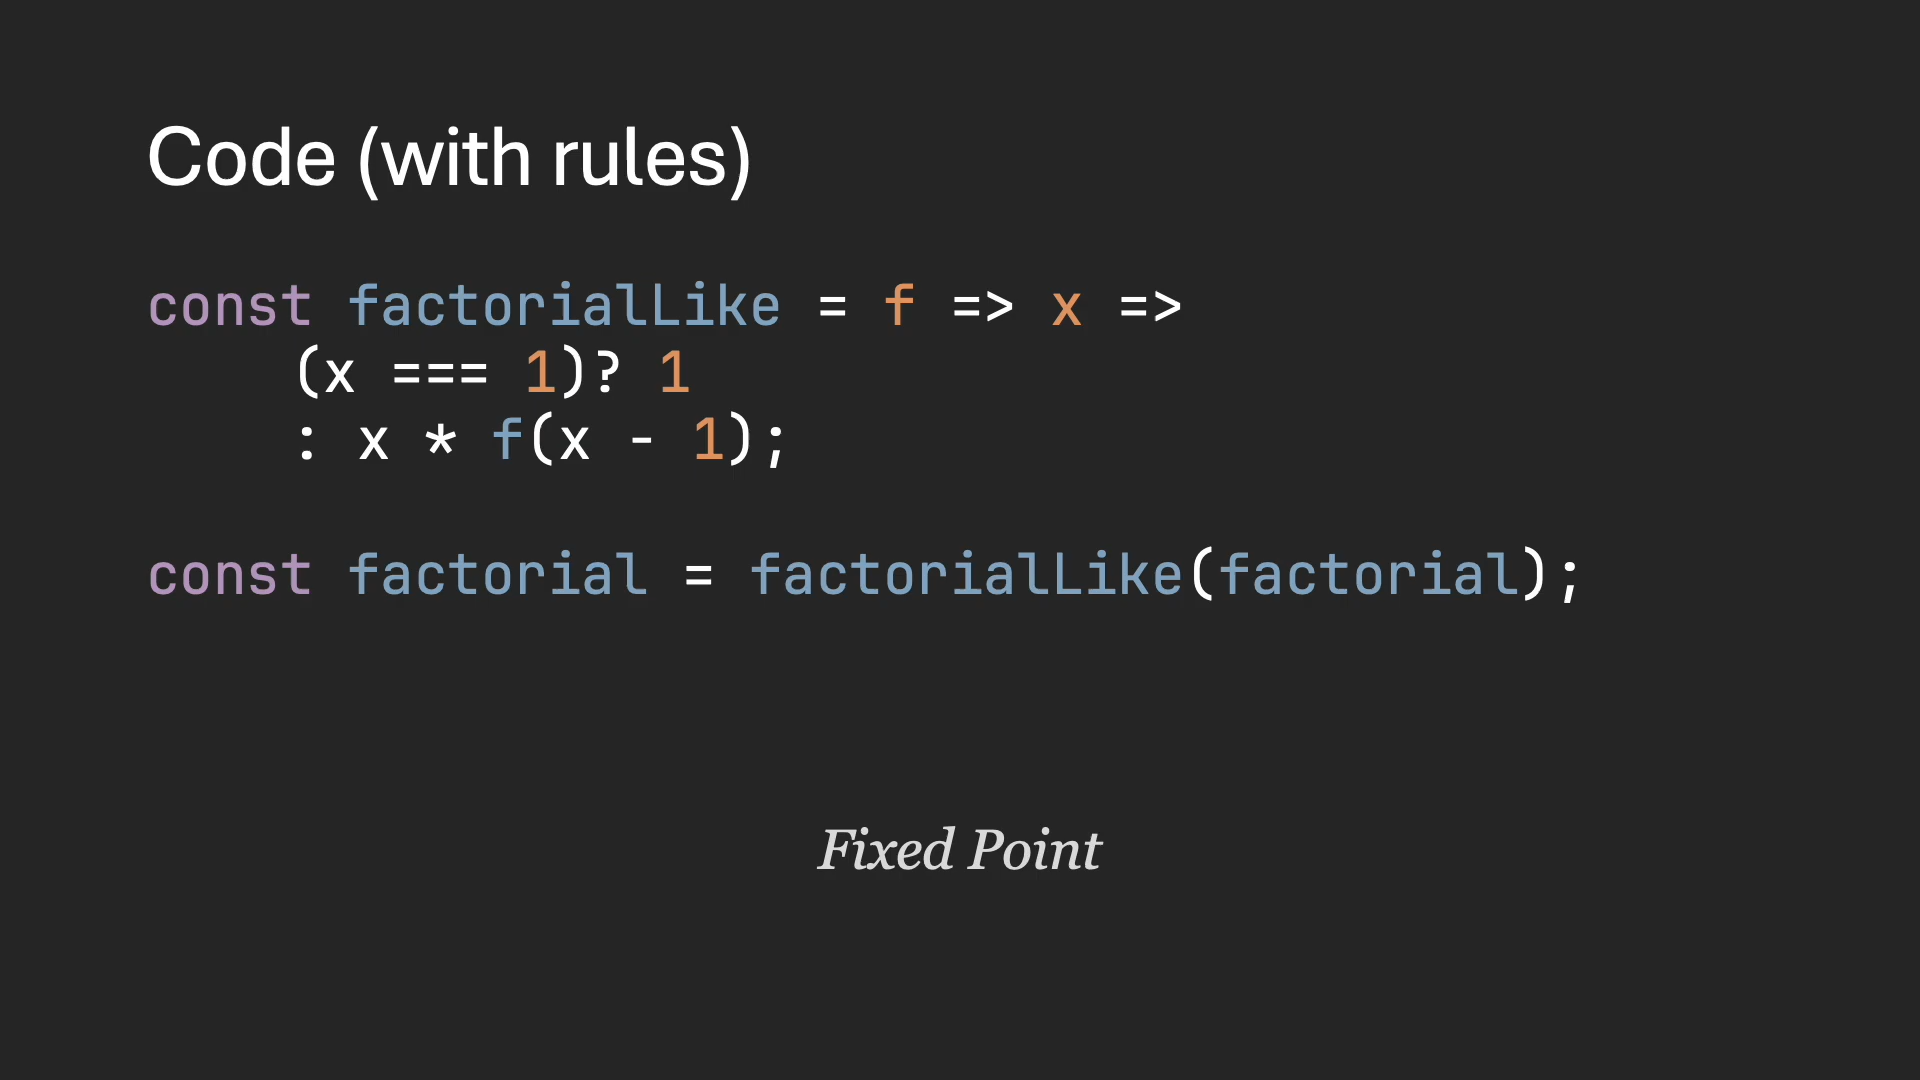 Code (with rules)
const factorialLike = f => x =>
(x === 1)? 1
: x * f(x - 1);
const factorial = factorialLike(factorial);
Fixed Point